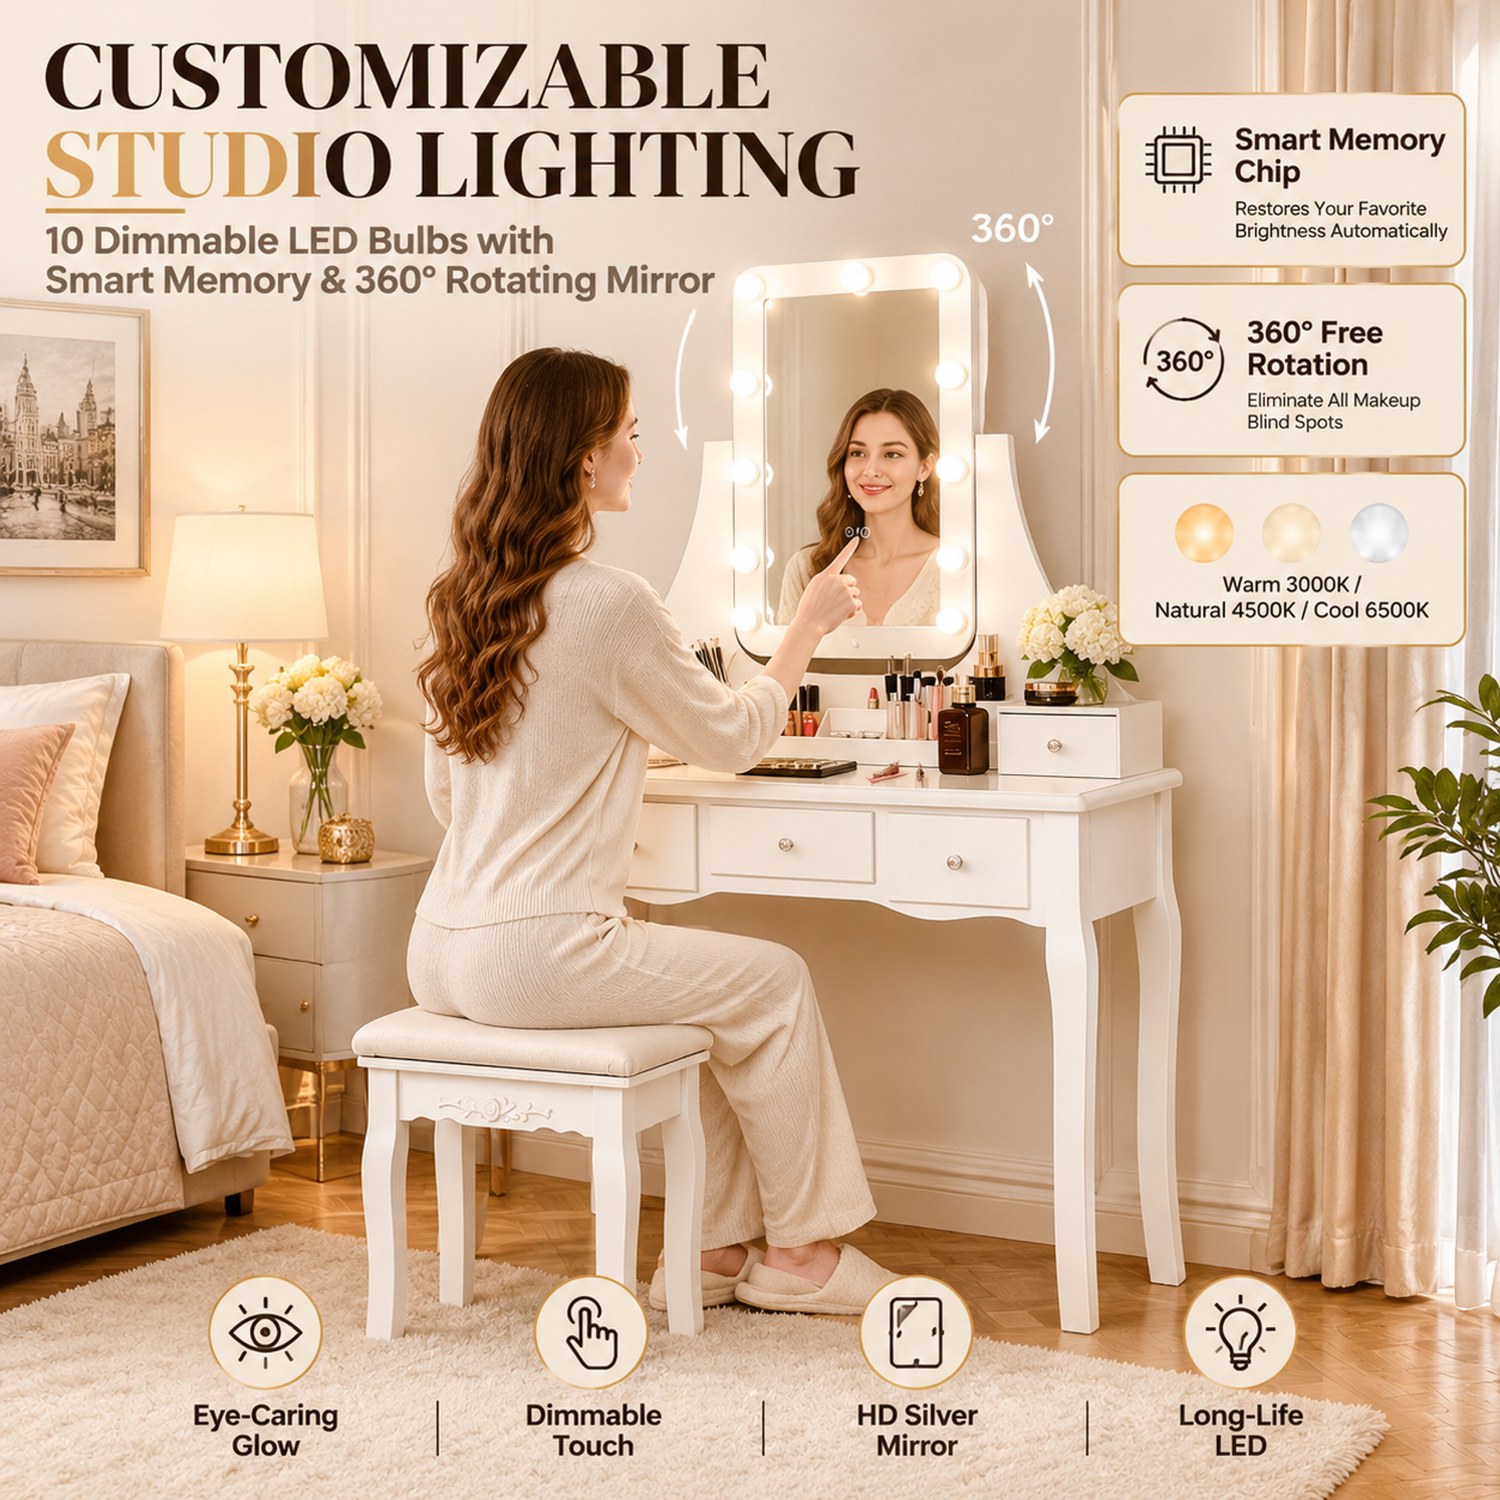 CUSTOMIZABLE
STUDIO LIGHTING
10 Dimmable LED Bulbs with
Smart Memory & 360° Rotating Mirror
360°
Smart Memory
Chip
Restores Your Favorite
Brightness Automatically
360°
360° Free
Rotation
Eliminate All Makeup
Blind Spots
Warm 3000K /
Natural 4500K / Cool 6500K
Eye-Caring
Glow
Dimmable
Touch
HD Silver
Mirror
Long-Life
LED